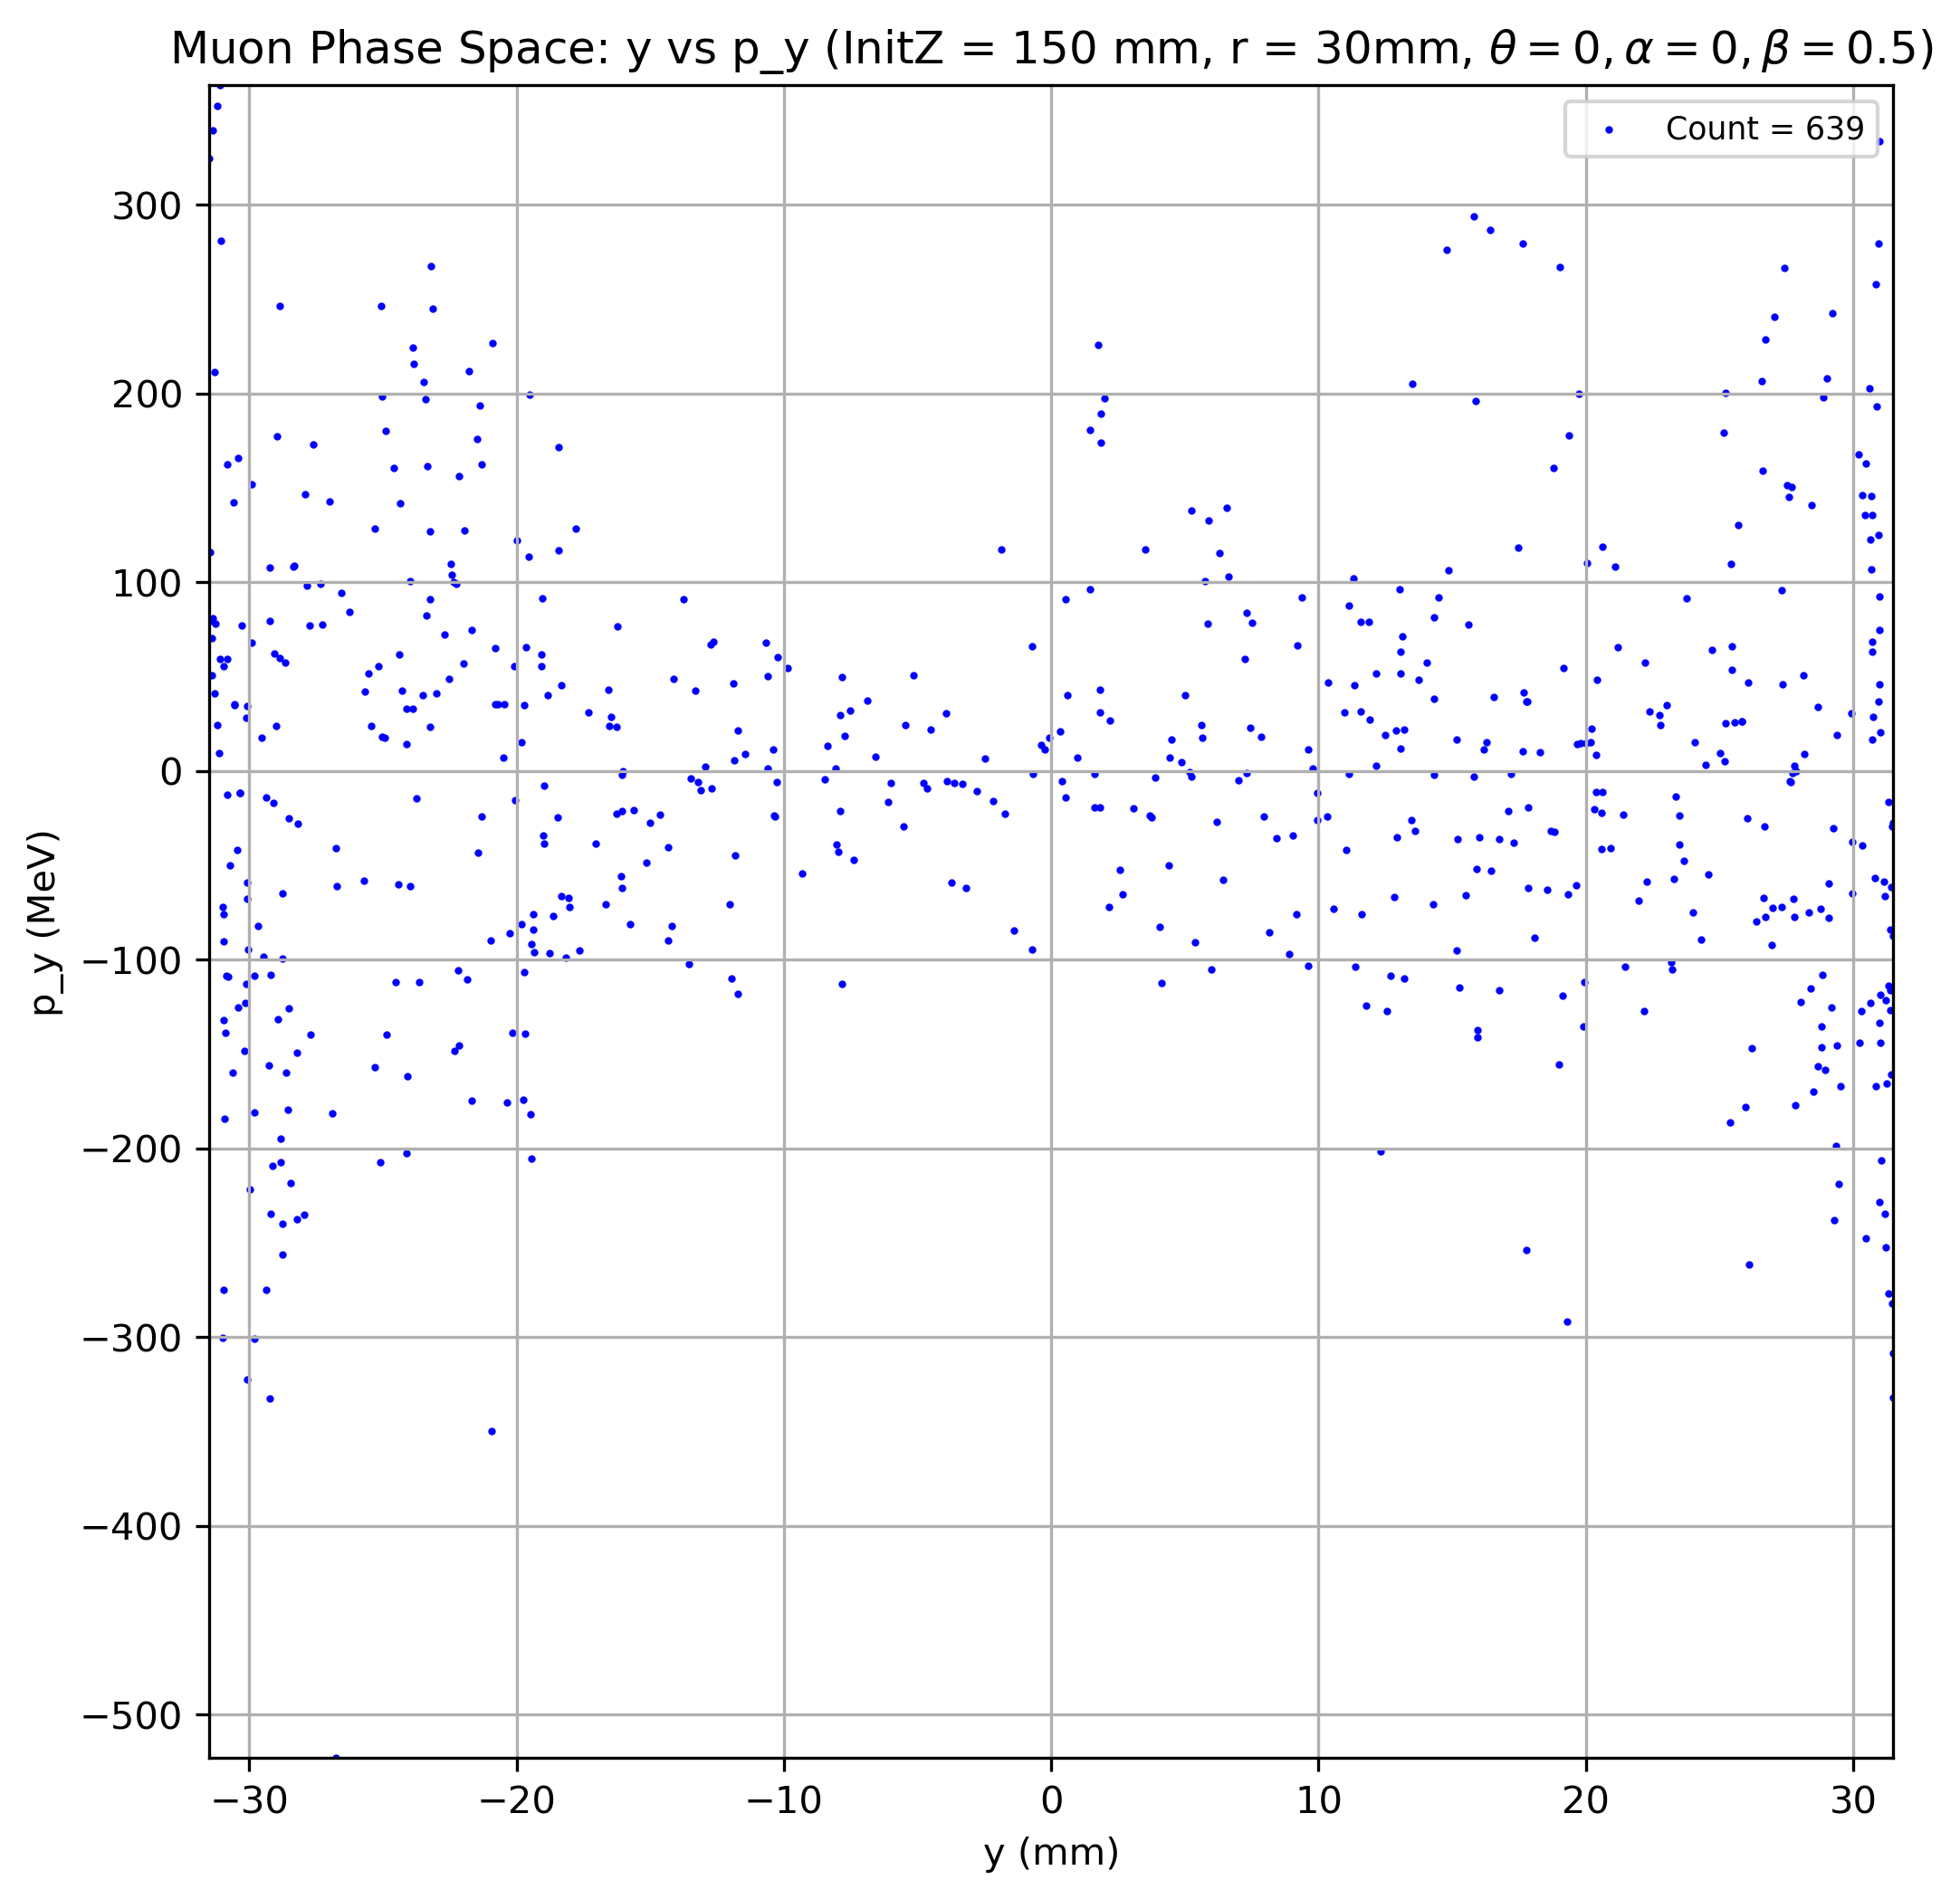 Muon Phase Space: y vs p_y (InitZ = 150 mm, r = 30mm, θ = 0, α = 0, β = 0.5)
Count = 639
300
200
100
0
−100
−200
−300
−400
−500
p_y (MeV)
−30 −20 −10 0 10 20 30
y (mm)